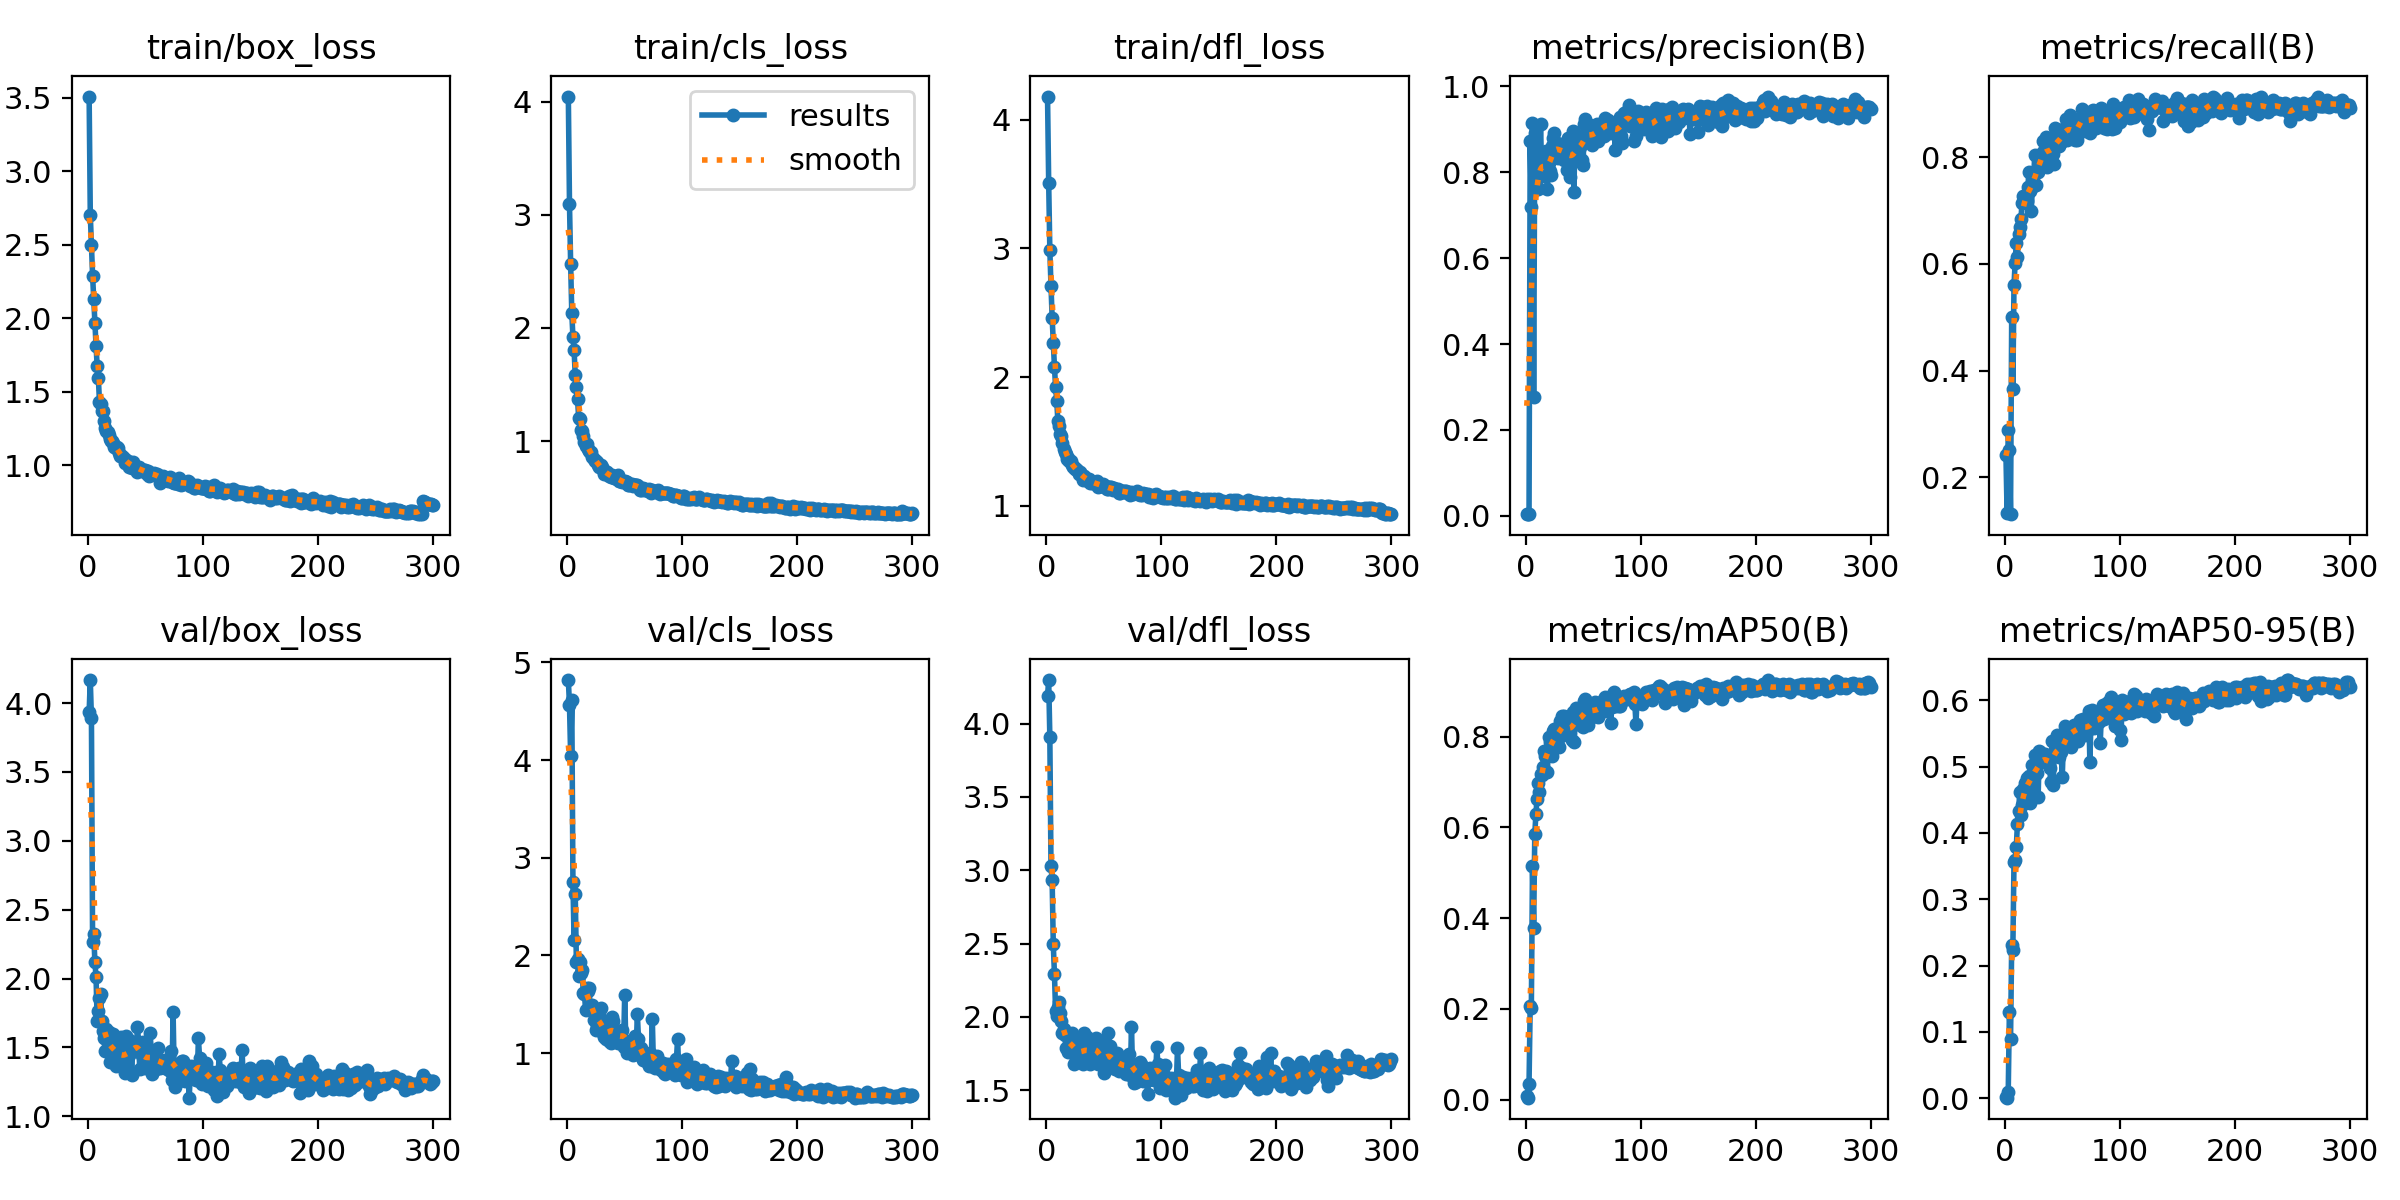 train/box_loss
3.5
3.0
2.5
2.0
1.5
1.0
0 100 200 300
train/cls_loss
4
3
2
1
results
smooth
0 100 200 300
train/dfl_loss
4
3
2
1
0 100 200 300
metrics/precision(B)
1.0
0.8
0.6
0.4
0.2
0.0
0 100 200 300
metrics/recall(B)
0.8
0.6
0.4
0.2
0 100 200 300
val/box_loss
4.0
3.5
3.0
2.5
2.0
1.5
1.0
0 100 200 300
val/cls_loss
5
4
3
2
1
0 100 200 300
val/dfl_loss
4.0
3.5
3.0
2.5
2.0
1.5
0 100 200 300
metrics/mAP50(B)
0.8
0.6
0.4
0.2
0.0
0 100 200 300
metrics/mAP50-95(B)
0.6
0.5
0.4
0.3
0.2
0.1
0.0
0 100 200 300